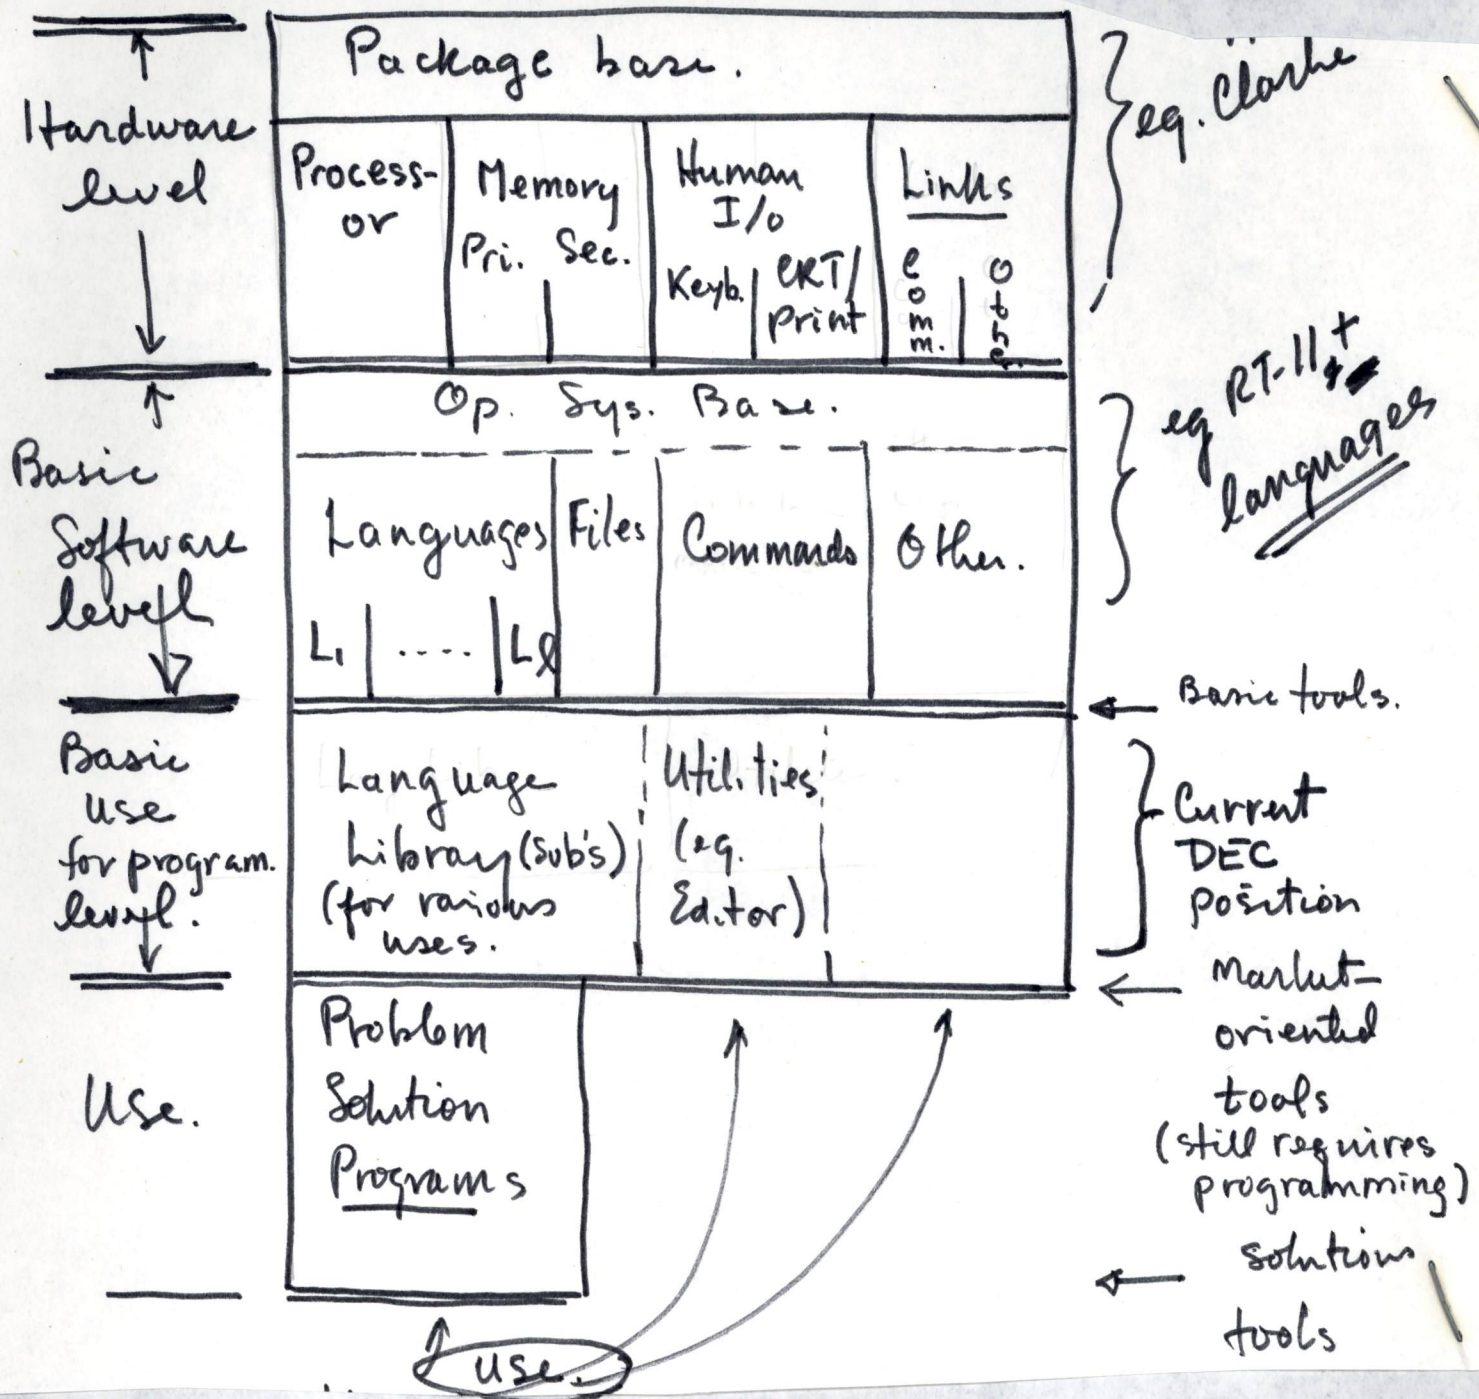 Hardware
level
Package base.
Process-
or
Memory
Pri. Sec.
Human
I/O
Keyb.
CRT/
Print
Links
Comm.
Other.
eg.
Basic
Software
level
Op. Sys. Base.
Languages
L1 .... Ll
Files
Commands
Other.
eg RT-11 +
languages
Basic tools.
Basic
use
for program.
level.
Language
Library (Sub's)
(for various
uses.
Utilities
(eg.
Editor)
Current
DEC
Position
Market-
oriented
tools
(still requires
programming)
Use.
Problem
Solution
Programs
solutions
tools
use.